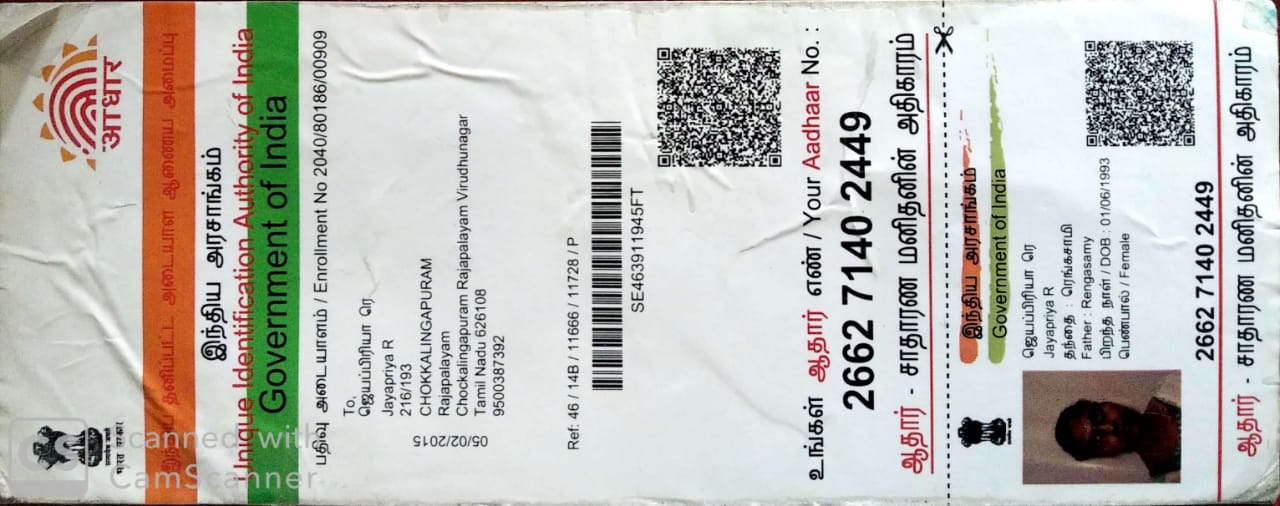 आधार
இந்திய தனிப்பட்ட அடையாள ஆணைய அமைப்பு
भारत सरकार
இந்திய அரசாங்கம்
Unique Identification Authority of India
Government of India
பதிவு அடையாளம் / Enrollment No 2040/80186/00909
To,
ஜெயப்பிரியா ரெ
Jayapriya R
216/193
CHOKKALINGAPURAM
Rajapalayam
Chockalingapuram Rajapalayam Virudhunagar
Tamil Nadu 626108
9500387392
05/02/2015
Ref: 46 / 14B / 11666 / 11728 / P
SE463911945FT
உங்கள் ஆதார் எண் / Your Aadhaar No. :
2662 7140 2449
ஆதார் - சாதாரண மனிதனின் அதிகாரம்
இந்திய அரசாங்கம்
Government of India
ஜெயப்பிரியா ரெ
Jayapriya R
தந்தை : ரெங்கசாமி
Father : Rengasamy
பிறந்த நாள் / DOB : 01/06/1993
பெண்பால் / Female
2662 7140 2449
ஆதார் - சாதாரண மனிதனின் அதிகாரம்
CS
Scanned with
CamScanner